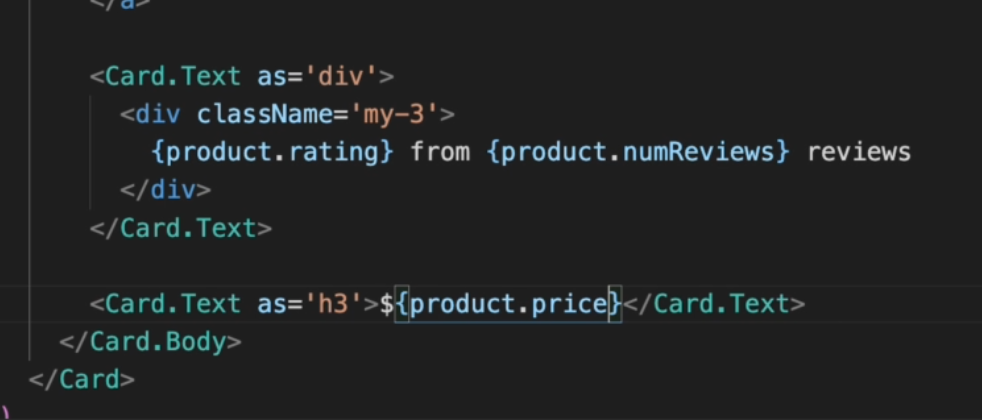 </a>
<Card.Text as='div'>
<div className='my-3'>
{product.rating} from {product.numReviews} reviews
</div>
</Card.Text>
<Card.Text as='h3'>${product.price}</Card.Text>
</Card.Body>
</Card>
)